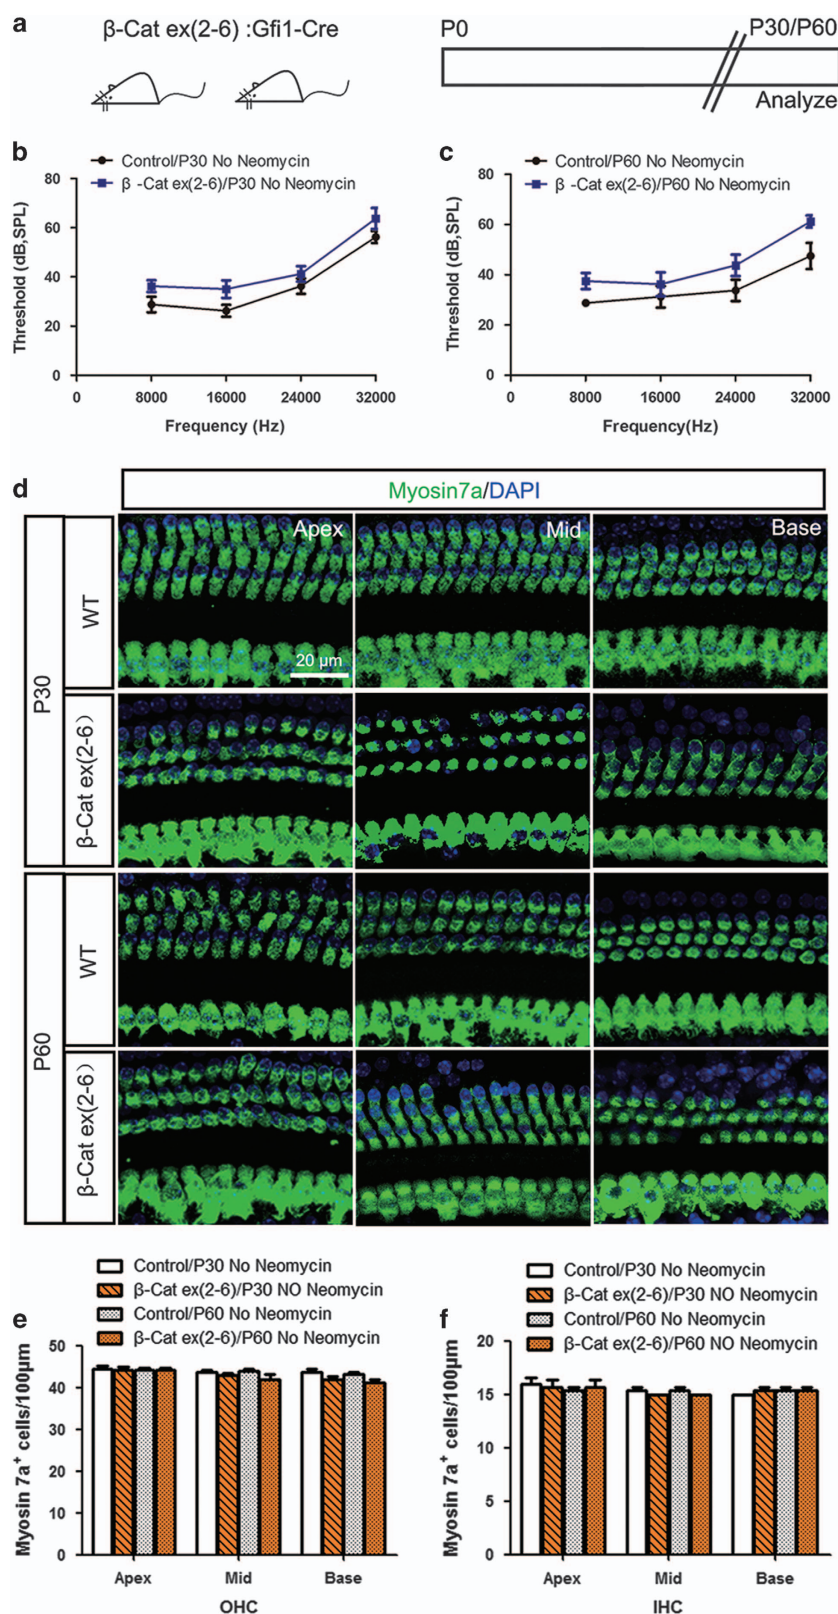 a
β-Cat ex(2-6) :Gfi1-Cre
P0
P30/P60
Analyze
b
Control/P30 No Neomycin
β -Cat ex(2-6)/P30 No Neomycin
80
60
40
20
0
Threshold (dB,SPL)
0
8000
16000
24000
32000
Frequency (Hz)
c
Control/P60 No Neomycin
β -Cat ex(2-6)/P60 No Neomycin
80
60
40
20
0
Threshold (dB,SPL)
0
8000
16000
24000
32000
Frequency(Hz)
d
Myosin7a/DAPI
Apex
Mid
Base
20 µm
P30
WT
β-Cat ex(2-6)
P60
WT
β-Cat ex(2-6)
e
Control/P30 No Neomycin
β-Cat ex(2-6)/P30 NO Neomycin
Control/P60 No Neomycin
β-Cat ex(2-6)/P60 No Neomycin
50
40
30
20
10
0
Myosin 7a+ cells/100µm
Apex
Mid
Base
OHC
f
Control/P30 No Neomycin
β-Cat ex(2-6)/P30 NO Neomycin
Control/P60 No Neomycin
β-Cat ex(2-6)/P60 NO Neomycin
20
15
10
5
0
Myosin 7a+ cells/100µm
Apex
Mid
Base
IHC